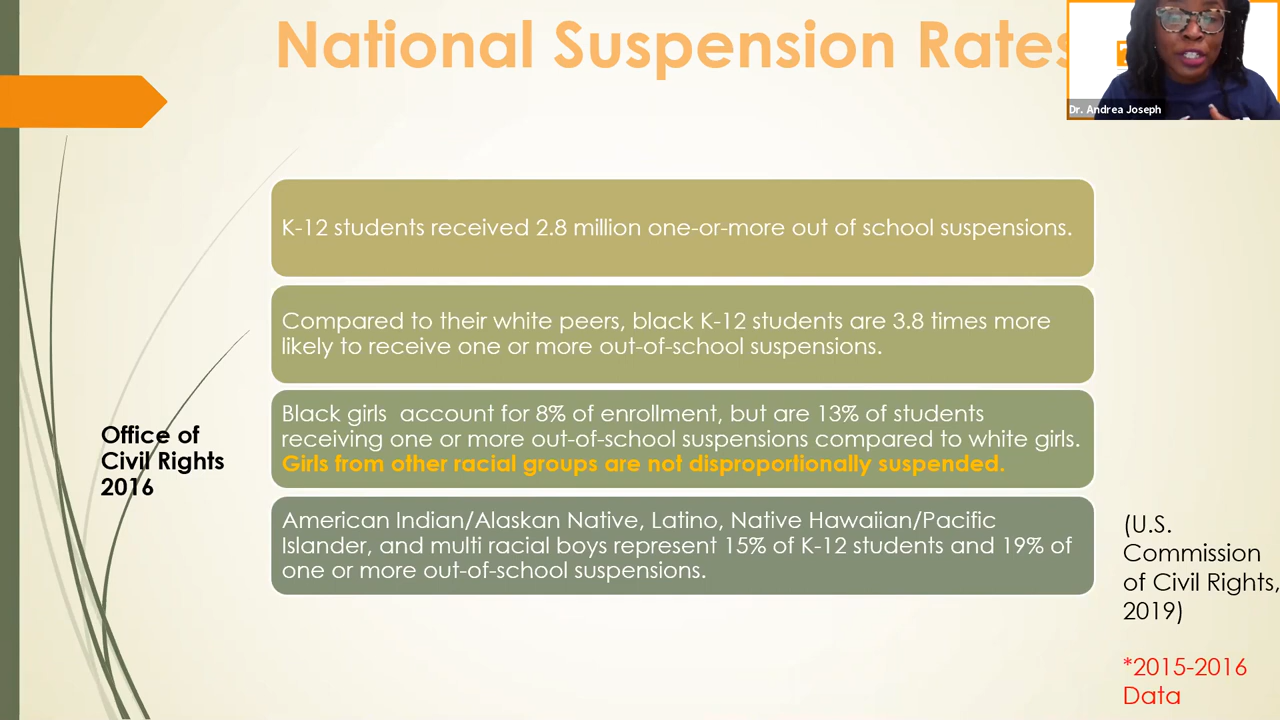 National Suspension Rates
Dr. Andrea Joseph
K-12 students received 2.8 million one-or-more out of school suspensions.
Compared to their white peers, black K-12 students are 3.8 times more
likely to receive one or more out-of-school suspensions.
Black girls  account for 8% of enrollment, but are 13% of students
receiving one or more out-of-school suspensions compared to white girls.
Girls from other racial groups are not disproportionally suspended.
American Indian/Alaskan Native, Latino, Native Hawaiian/Pacific
Islander, and multi racial boys represent 15% of K-12 students and 19% of
one or more out-of-school suspensions.
Office of
Civil Rights
2016
(U.S.
Commission
of Civil Rights,
2019)
*2015-2016
Data